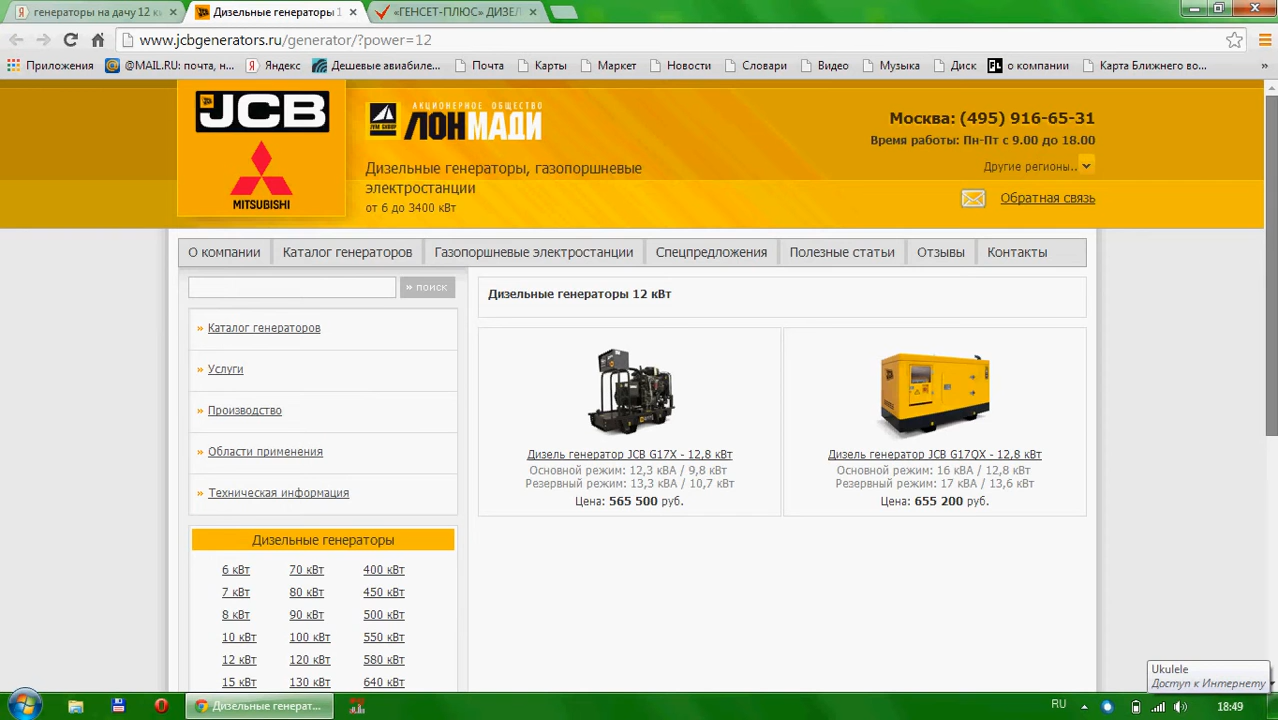 генераторы на дачу 12 к
Дизельные генераторы 1
«ГЕНСЕТ-ПЛЮС» ДИЗЕЛ
www.jcbgenerators.ru/generator/?power=12
Приложения
@MAIL.RU: почта, н...
Яндекс
Дешевые авиабиле...
Почта
Карты
Маркет
Новости
Словари
Видео
Музыка
Диск
о компании
Карта Ближнего во...
»
JCB
MITSUBISHI
АКЦИОНЕРНОЕ ОБЩЕСТВО
ЛОНМАДИ
Дизельные генераторы, газопоршневые
электростанции
от 6 до 3400 кВт
Москва: (495) 916-65-31
Время работы: Пн-Пт с 9.00 до 18.00
Другие регионы..
Обратная связь
О компании
Каталог генераторов
Газопоршневые электростанции
Спецпредложения
Полезные статьи
Отзывы
Контакты
» поиск
» Каталог генераторов
» Услуги
» Производство
» Области применения
» Техническая информация
Дизельные генераторы
6 кВт 70 кВт 400 кВт
7 кВт 80 кВт 450 кВт
8 кВт 90 кВт 500 кВт
10 кВт 100 кВт 550 кВт
12 кВт 120 кВт 580 кВт
15 кВт 130 кВт 640 кВт
Дизельные генераторы 12 кВт
Дизель генератор JCB G17X - 12,8 кВт
Основной режим: 12,3 кВА / 9,8 кВт
Резервный режим: 13,3 кВА / 10,7 кВт
Цена: 565 500 руб.
Дизель генератор JCB G17QX - 12,8 кВт
Основной режим: 16 кВА / 12,8 кВт
Резервный режим: 17 кВА / 13,6 кВт
Цена: 655 200 руб.
Ukulele
Доступ к Интернету
Дизельные генерат...
RU
18:49